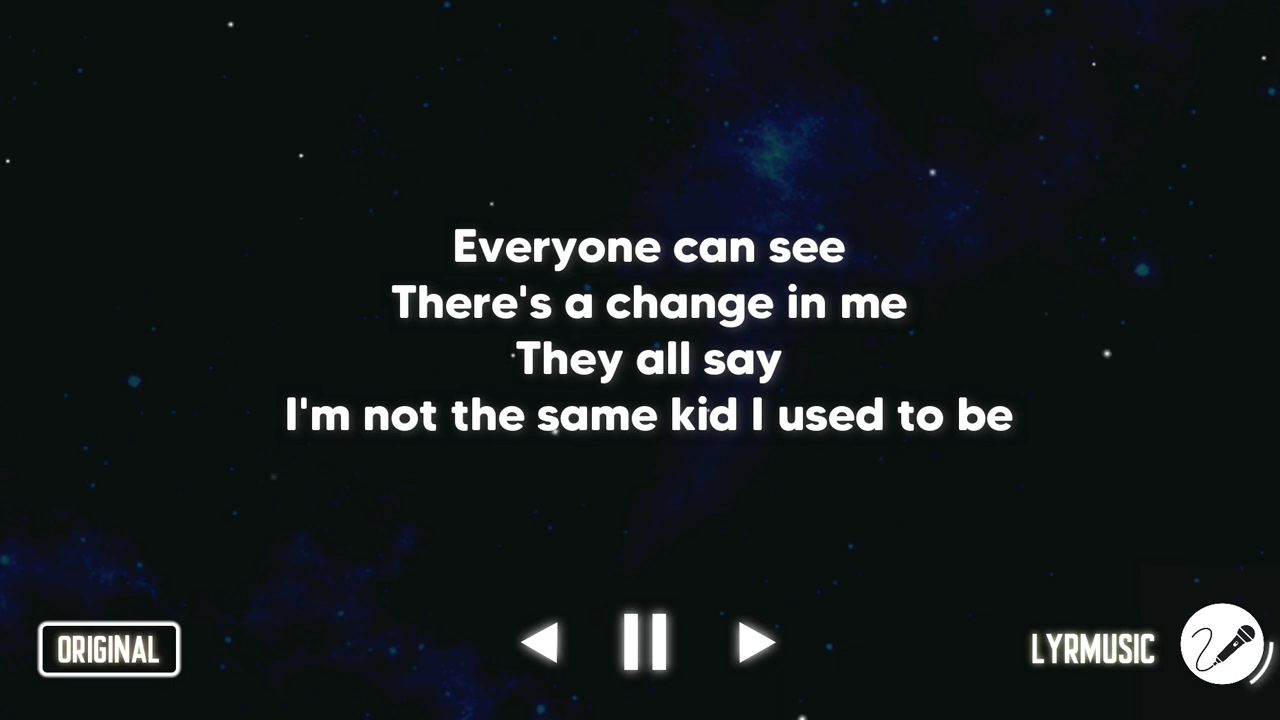 Everyone can see
There's a change in me
They all say
I'm not the same kid I used to be
ORIGINAL
LYRMUSIC